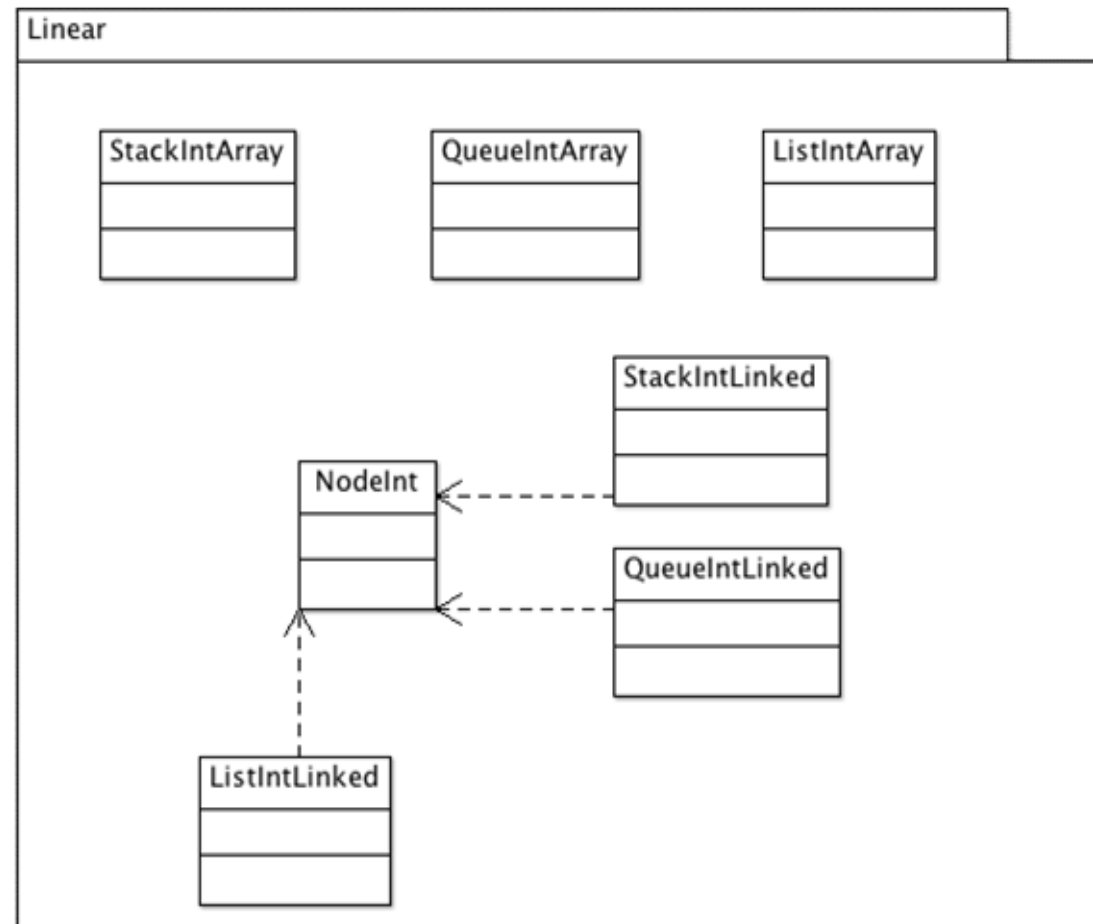 Linear
StackIntArray
QueueIntArray
ListIntArray
StackIntLinked
NodeInt
QueueIntLinked
ListIntLinked